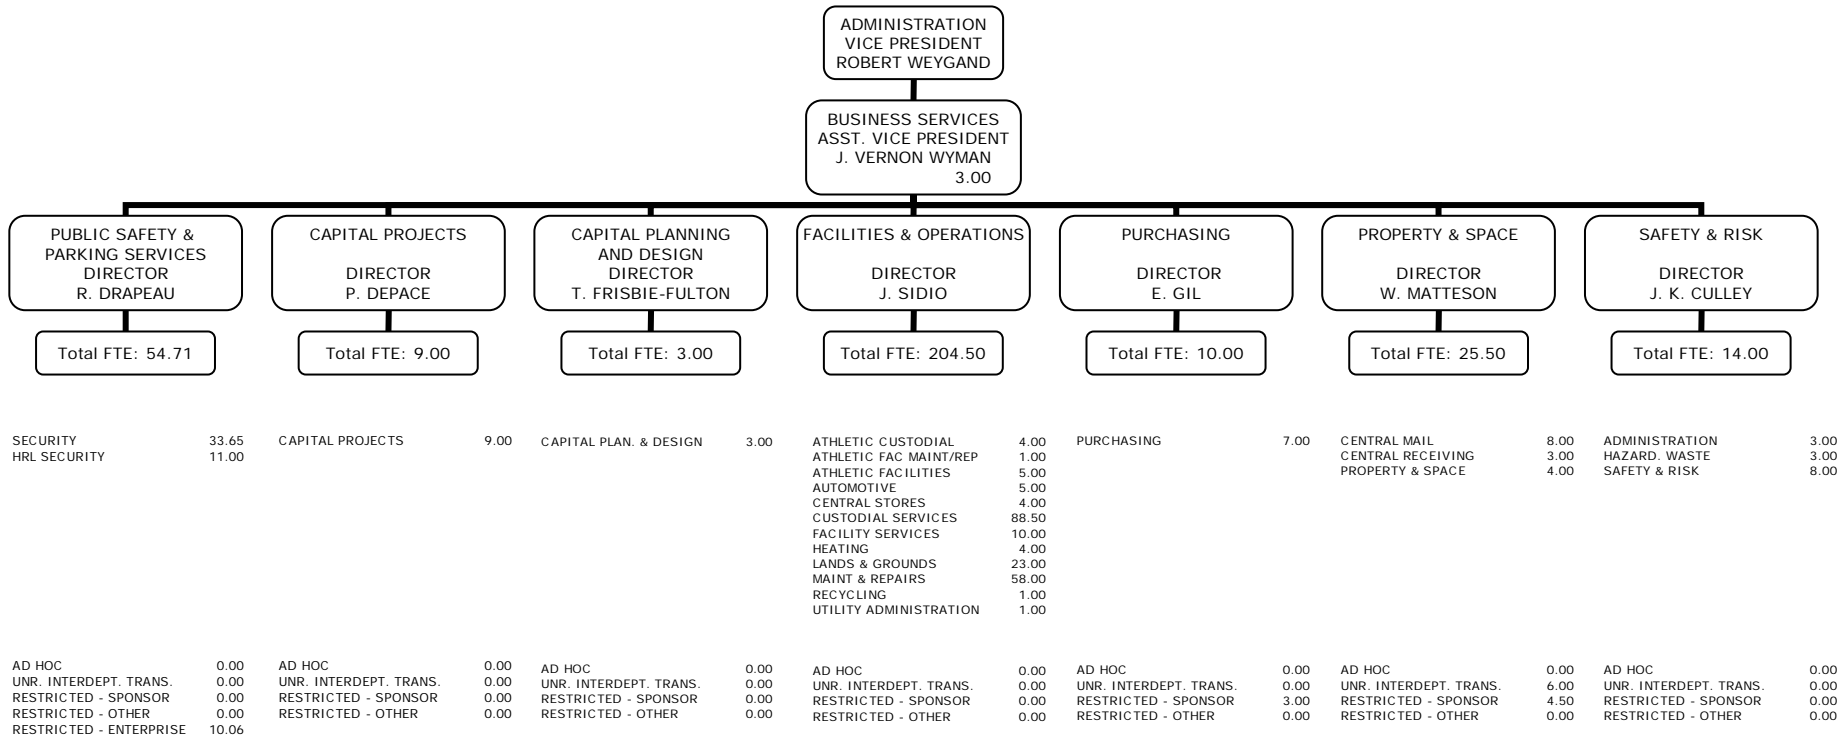 ADMINISTRATION
VICE PRESIDENT
ROBERT WEYGAND
BUSINESS SERVICES
ASST. VICE PRESIDENT
J. VERNON WYMAN
3.00
PUBLIC SAFETY &
PARKING SERVICES
DIRECTOR
R. DRAPEAU
CAPITAL PROJECTS
DIRECTOR
P. DEPACE
CAPITAL PLANNING
AND DESIGN
DIRECTOR
T. FRISBIE-FULTON
FACILITIES & OPERATIONS
DIRECTOR
J. SIDIO
PURCHASING
DIRECTOR
E. GIL
PROPERTY & SPACE
DIRECTOR
W. MATTESON
SAFETY & RISK
DIRECTOR
J. K. CULLEY
Total FTE: 54.71
Total FTE: 9.00
Total FTE: 3.00
Total FTE: 204.50
Total FTE: 10.00
Total FTE: 25.50
Total FTE: 14.00
SECURITY 33.65
HRL SECURITY 11.00
CAPITAL PROJECTS 9.00
CAPITAL PLAN. & DESIGN 3.00
ATHLETIC CUSTODIAL 4.00
ATHLETIC FAC MAINT/REP 1.00
ATHLETIC FACILITIES 5.00
AUTOMOTIVE 5.00
CENTRAL STORES 4.00
CUSTODIAL SERVICES 88.50
FACILITY SERVICES 10.00
HEATING 4.00
LANDS & GROUNDS 23.00
MAINT & REPAIRS 58.00
RECYCLING 1.00
UTILITY ADMINISTRATION 1.00
PURCHASING 7.00
CENTRAL MAIL 8.00
CENTRAL RECEIVING 3.00
PROPERTY & SPACE 4.00
ADMINISTRATION 3.00
HAZARD. WASTE 3.00
SAFETY & RISK 8.00
AD HOC 0.00
UNR. INTERDEPT. TRANS. 0.00
RESTRICTED - SPONSOR 0.00
RESTRICTED - OTHER 0.00
RESTRICTED - ENTERPRISE 10.06
AD HOC 0.00
UNR. INTERDEPT. TRANS. 0.00
RESTRICTED - SPONSOR 0.00
RESTRICTED - OTHER 0.00
AD HOC 0.00
UNR. INTERDEPT. TRANS. 0.00
RESTRICTED - SPONSOR 0.00
RESTRICTED - OTHER 0.00
AD HOC 0.00
UNR. INTERDEPT. TRANS. 0.00
RESTRICTED - SPONSOR 0.00
RESTRICTED - OTHER 0.00
AD HOC 0.00
UNR. INTERDEPT. TRANS. 0.00
RESTRICTED - SPONSOR 3.00
RESTRICTED - OTHER 0.00
AD HOC 0.00
UNR. INTERDEPT. TRANS. 6.00
RESTRICTED - SPONSOR 4.50
RESTRICTED - OTHER 0.00
AD HOC 0.00
UNR. INTERDEPT. TRANS. 0.00
RESTRICTED - SPONSOR 0.00
RESTRICTED - OTHER 0.00